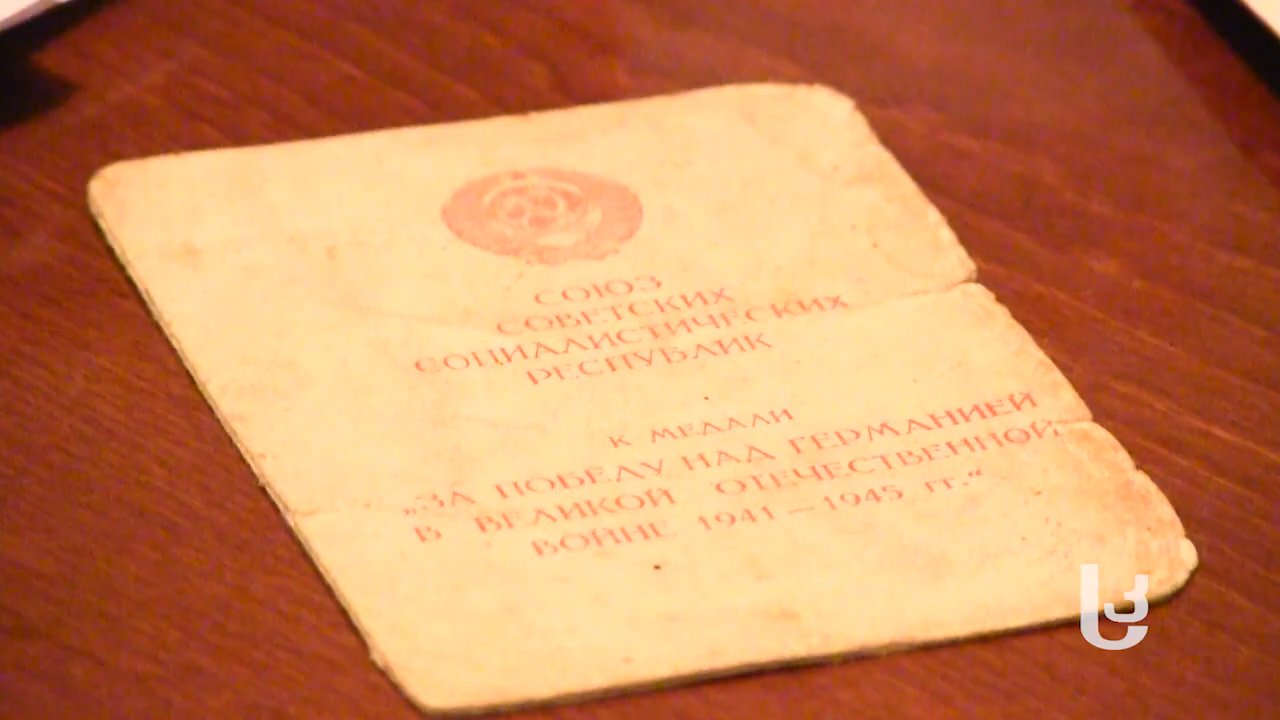 СОЮЗ
СОВЕТСКИХ
СОЦИАЛИСТИЧЕСКИХ
РЕСПУБЛИК
К МЕДАЛИ
„ЗА ПОБЕДУ НАД ГЕРМАНИЕЙ
В ВЕЛИКОЙ ОТЕЧЕСТВЕННОЙ
ВОЙНЕ 1941—1945 гг.“